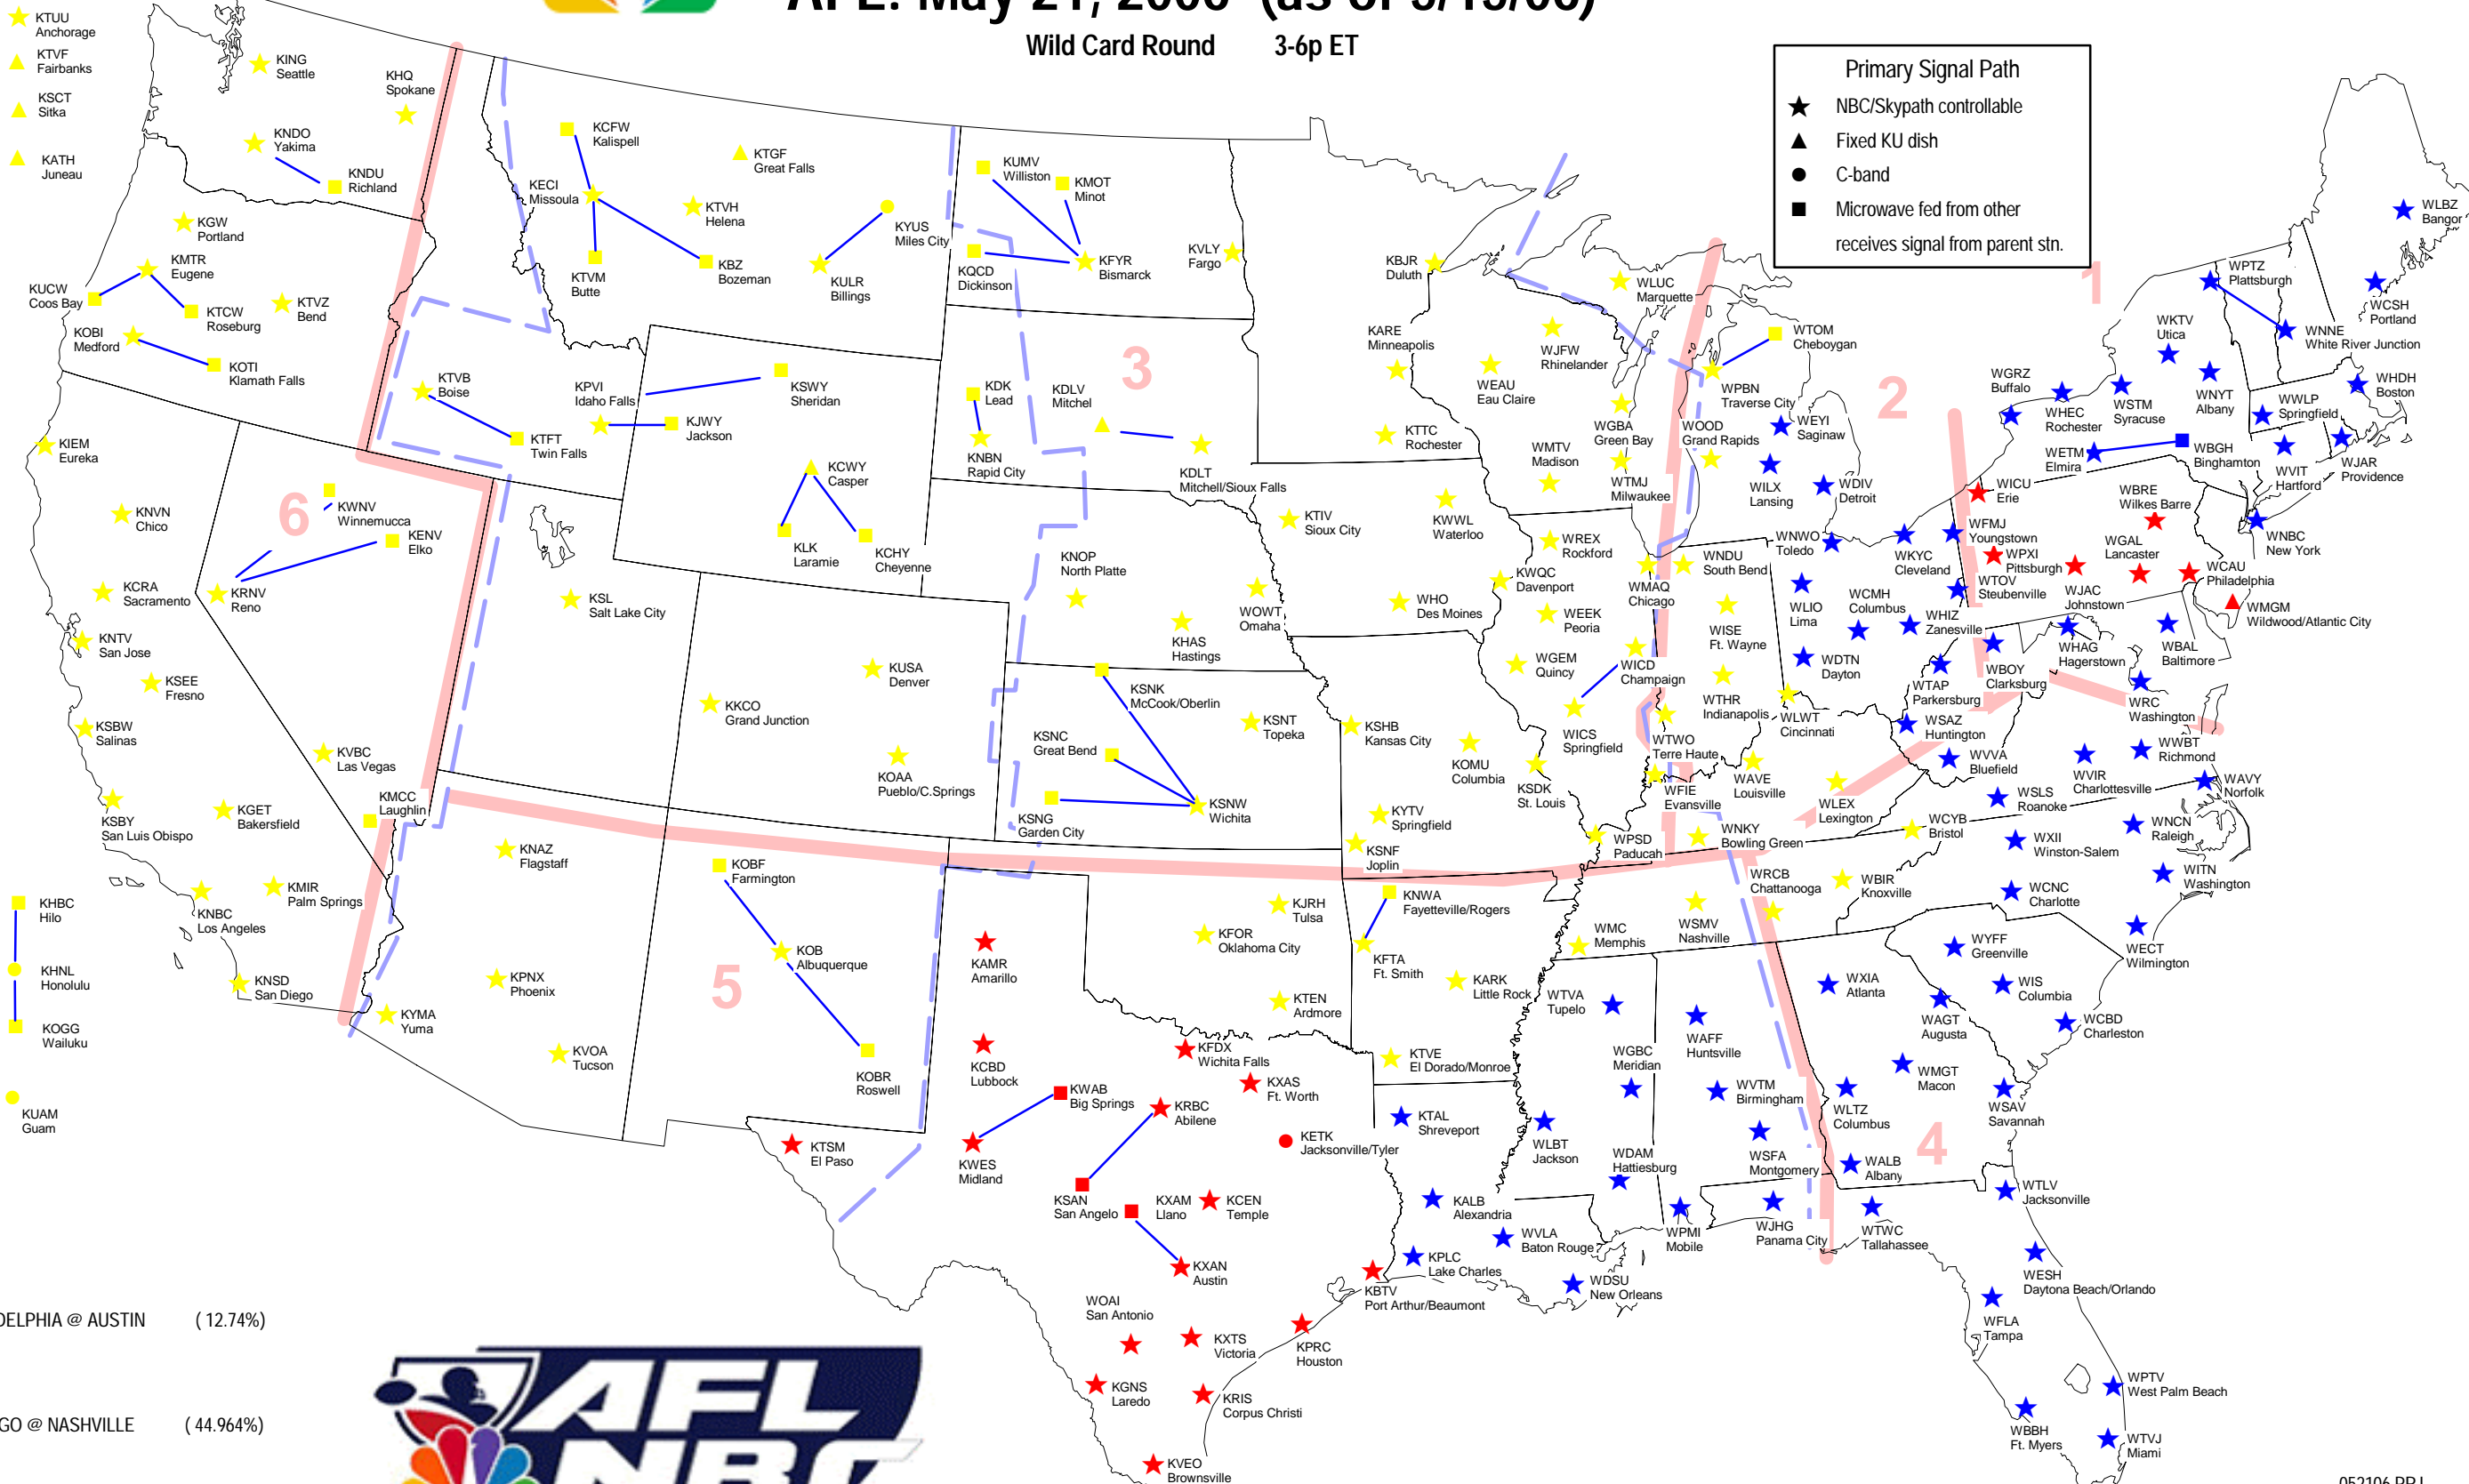 AFL: May 21, 2006 (as of 5/15/06)
Wild Card Round 3-6p ET
Primary Signal Path
NBC/Skypath controllable
Fixed KU dish
C-band
Microwave fed from other
receives signal from parent stn.
1
2
3
4
5
6
KTUU
Anchorage
KTVF
Fairbanks
KSCT
Sitka
KATH
Juneau
KING
Seattle
KHQ
Spokane
KNDO
Yakima
KNDU
Richland
KGW
Portland
KMTR
Eugene
KUCW
Coos Bay
KTCW
Roseburg
KTVZ
Bend
KOBI
Medford
KOTI
Klamath Falls
KIEM
Eureka
KNVN
Chico
KWNV
Winnemucca
KENV
Elko
KCRA
Sacramento
KRNV
Reno
KNTV
San Jose
KSEE
Fresno
KSBW
Salinas
KVBC
Las Vegas
KSBY
San Luis Obispo
KGET
Bakersfield
KMCC
Laughlin
KNBC
Los Angeles
KMIR
Palm Springs
KNSD
San Diego
KHBC
Hilo
KHNL
Honolulu
KOGG
Wailuku
KUAM
Guam
KCFW
Kalispell
KTGF
Great Falls
KECI
Missoula
KTVH
Helena
KYUS
Miles City
KTVM
Butte
KBZ
Bozeman
KULR
Billings
KTVB
Boise
KPVI
Idaho Falls
KSWY
Sheridan
KTFT
Twin Falls
KJWY
Jackson
KCWY
Casper
KLK
Laramie
KCHY
Cheyenne
KSL
Salt Lake City
KUSA
Denver
KKCO
Grand Junction
KOAA
Pueblo/C.Springs
KNAZ
Flagstaff
KOBF
Farmington
KOB
Albuquerque
KPNX
Phoenix
KYMA
Yuma
KVOA
Tucson
KOBR
Roswell
KUMV
Williston
KMOT
Minot
KQCD
Dickinson
KFYR
Bismarck
KVLY
Fargo
KDK
Lead
KDLV
Mitchel
KNBN
Rapid City
KDLT
Mitchell/Sioux Falls
KNOP
North Platte
KHAS
Hastings
WOWT
Omaha
KSNK
McCook/Oberlin
KSNC
Great Bend
KSNT
Topeka
KSNG
Garden City
KSNW
Wichita
KBJR
Duluth
KARE
Minneapolis
KTTC
Rochester
KTIV
Sioux City
KWWL
Waterloo
WHO
Des Moines
KWQC
Davenport
KSHB
Kansas City
KOMU
Columbia
KSDK
St. Louis
KYTV
Springfield
KSNF
Joplin
WLUC
Marquette
WJFW
Rhinelander
WEAU
Eau Claire
WGBA
Green Bay
WMTV
Madison
WTMJ
Milwaukee
WREX
Rockford
WMAQ
Chicago
WEEK
Peoria
WGEM
Quincy
WICD
Champaign
WICS
Springfield
WTOM
Cheboygan
WPBN
Traverse City
WOOD
Grand Rapids
WEYI
Saginaw
WILX
Lansing
WDIV
Detroit
WNDU
South Bend
WISE
Ft. Wayne
WTHR
Indianapolis
WTWO
Terre Haute
WFIE
Evansville
WNWO
Toledo
WLIO
Lima
WCMH
Columbus
WDTN
Dayton
WLWT
Cincinnati
WHIZ
Zanesville
WKYC
Cleveland
WFMJ
Youngstown
WTOV
Steubenville
WAVE
Louisville
WLEX
Lexington
WPSD
Paducah
WNKY
Bowling Green
WICU
Erie
WPXI
Pittsburgh
WJAC
Johnstown
WGAL
Lancaster
WBRE
Wilkes Barre
WCAU
Philadelphia
WMGM
Wildwood/Atlantic City
WGRZ
Buffalo
WHEC
Rochester
WSTM
Syracuse
WKTV
Utica
WNYT
Albany
WETM
Elmira
WBGH
Binghamton
WPTZ
Plattsburgh
WNNE
White River Junction
WLBZ
Bangor
WCSH
Portland
WHDH
Boston
WWLP
Springfield
WVIT
Hartford
WJAR
Providence
WNBC
New York
WHAG
Hagerstown
WBAL
Baltimore
WRC
Washington
WBOY
Clarksburg
WTAP
Parkersburg
WSAZ
Huntington
WVVA
Bluefield
WVIR
Charlottesville
WWBT
Richmond
WAVY
Norfolk
WSLS
Roanoke
WCYB
Bristol
WXII
Winston-Salem
WNCN
Raleigh
WITN
Washington
WCNC
Charlotte
WECT
Wilmington
WBIR
Knoxville
WRCB
Chattanooga
WSMV
Nashville
WMC
Memphis
WYFF
Greenville
WIS
Columbia
WCBD
Charleston
WXIA
Atlanta
WAGT
Augusta
WMGT
Macon
WLTZ
Columbus
WSAV
Savannah
WALB
Albany
WTVA
Tupelo
WGBC
Meridian
WLBT
Jackson
WDAM
Hattiesburg
WAFF
Huntsville
WVTM
Birmingham
WSFA
Montgomery
WPMI
Mobile
WJHG
Panama City
WTWC
Tallahassee
WTLV
Jacksonville
WESH
Daytona Beach/Orlando
WFLA
Tampa
WPTV
West Palm Beach
WBBH
Ft. Myers
WTVJ
Miami
KJRH
Tulsa
KFOR
Oklahoma City
KTEN
Ardmore
KNWA
Fayetteville/Rogers
KFTA
Ft. Smith
KARK
Little Rock
KTVE
El Dorado/Monroe
KTAL
Shreveport
KALB
Alexandria
WVLA
Baton Rouge
KPLC
Lake Charles
WDSU
New Orleans
KAMR
Amarillo
KCBD
Lubbock
KFDX
Wichita Falls
KXAS
Ft. Worth
KWAB
Big Springs
KRBC
Abilene
KETK
Jacksonville/Tyler
KTSM
El Paso
KWES
Midland
KSAN
San Angelo
KXAM
Llano
KCEN
Temple
KXAN
Austin
KBTV
Port Arthur/Beaumont
WOAI
San Antonio
KXTS
Victoria
KPRC
Houston
KGNS
Laredo
KRIS
Corpus Christi
KVEO
Brownsville
DELPHIA @ AUSTIN ( 12.74%)
GO @ NASHVILLE ( 44.964%)
AFL
NBC